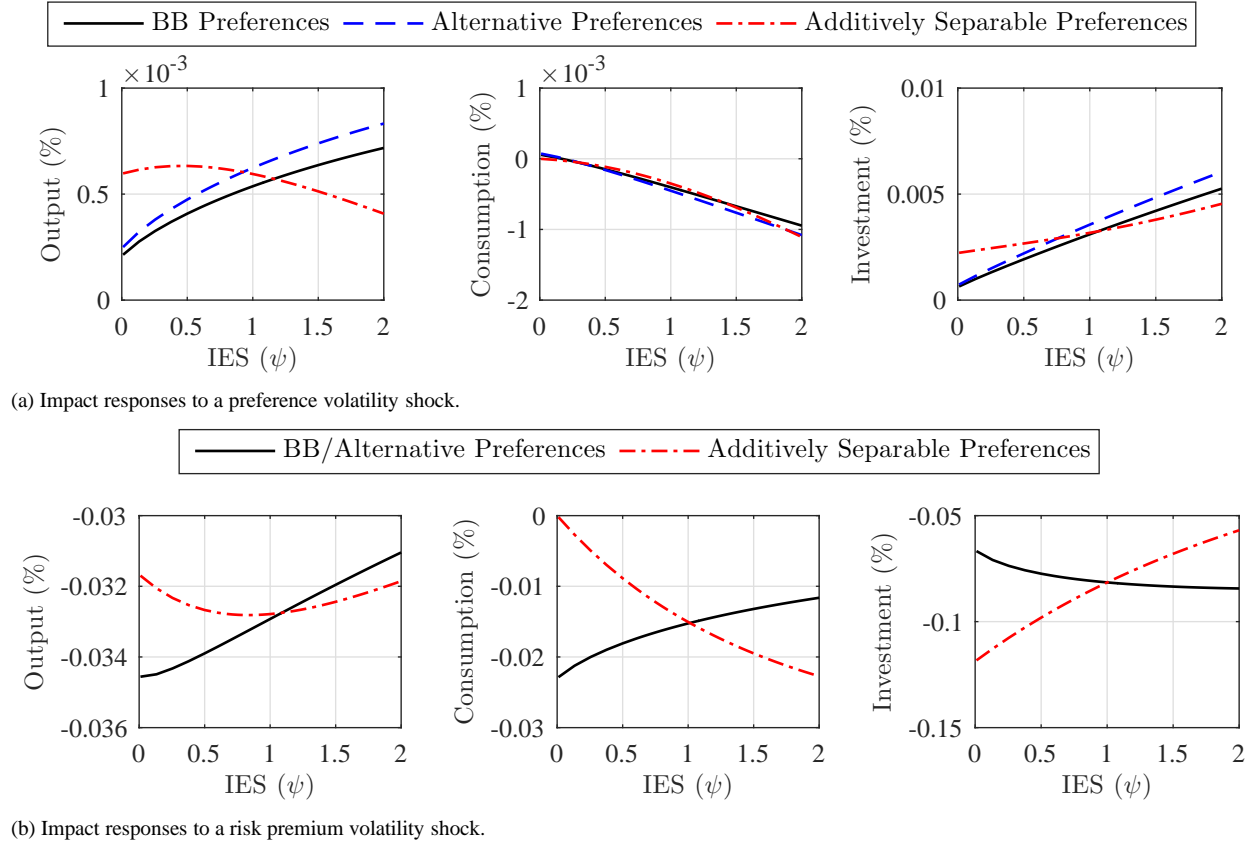 BB Preferences Alternative Preferences Additively Separable Preferences
×10-3
1
0.5
0
Output (%)
0 0.5 1 1.5 2
IES (ψ)
×10-3
1
0
-1
-2
Consumption (%)
0 0.5 1 1.5 2
IES (ψ)
0.01
0.005
0
Investment (%)
0 0.5 1 1.5 2
IES (ψ)
(a) Impact responses to a preference volatility shock.
BB/Alternative Preferences Additively Separable Preferences
-0.03
-0.032
-0.034
-0.036
Output (%)
0 0.5 1 1.5 2
IES (ψ)
0
-0.01
-0.02
-0.03
Consumption (%)
0 0.5 1 1.5 2
IES (ψ)
-0.05
-0.1
-0.15
Investment (%)
0 0.5 1 1.5 2
IES (ψ)
(b) Impact responses to a risk premium volatility shock.